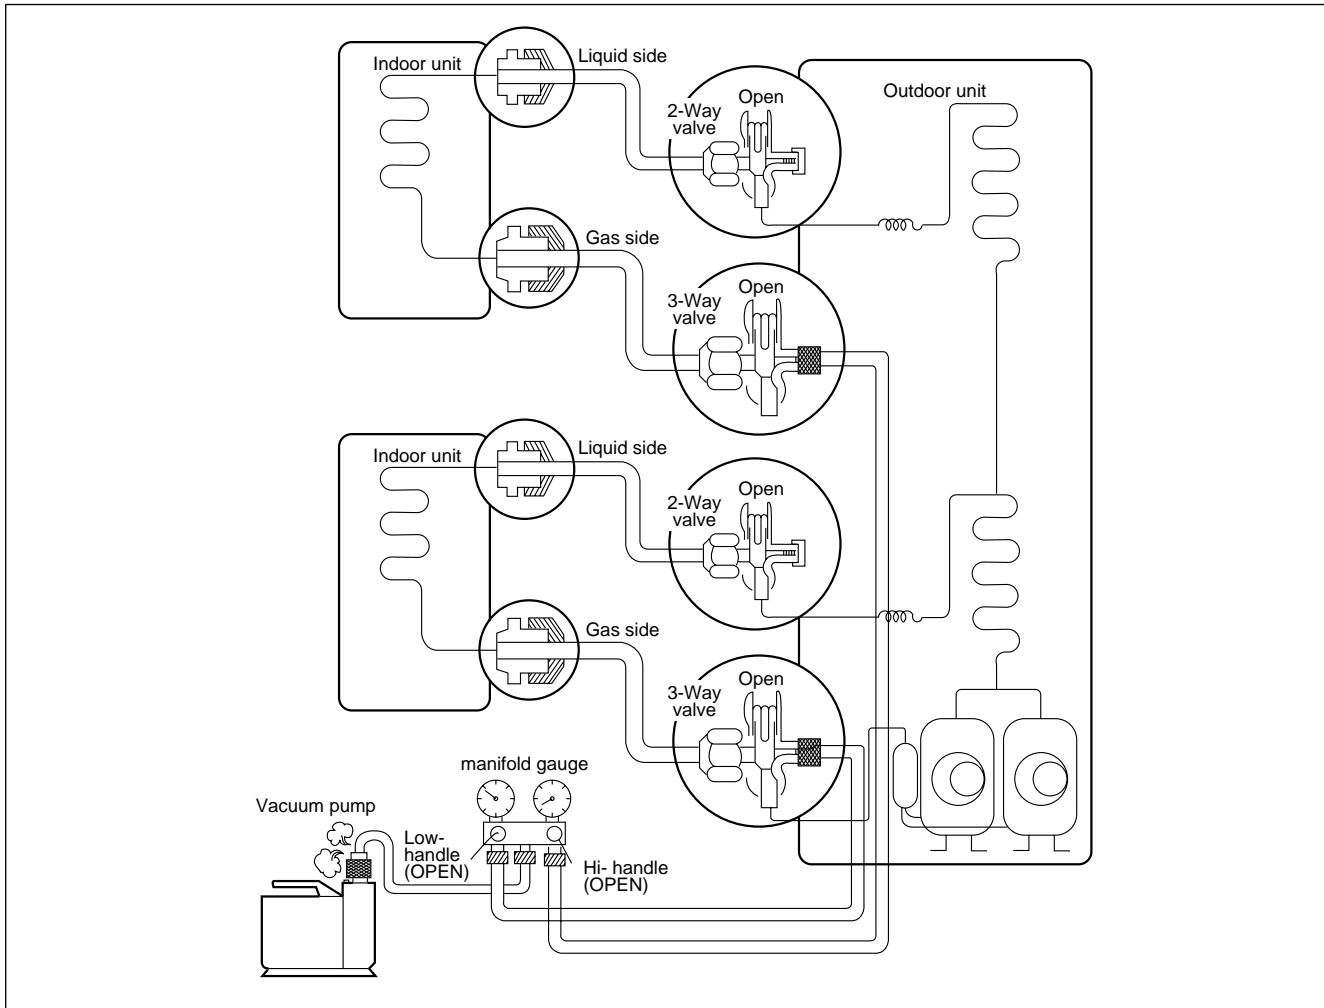 Indoor unit
Liquid side
2-Way
valve
Open
Outdoor unit
Gas side
3-Way
valve
Open
Indoor unit
Liquid side
2-Way
valve
Open
Gas side
3-Way
valve
Open
manifold gauge
Vacuum pump
Low-
handle
(OPEN)
Hi- handle
(OPEN)